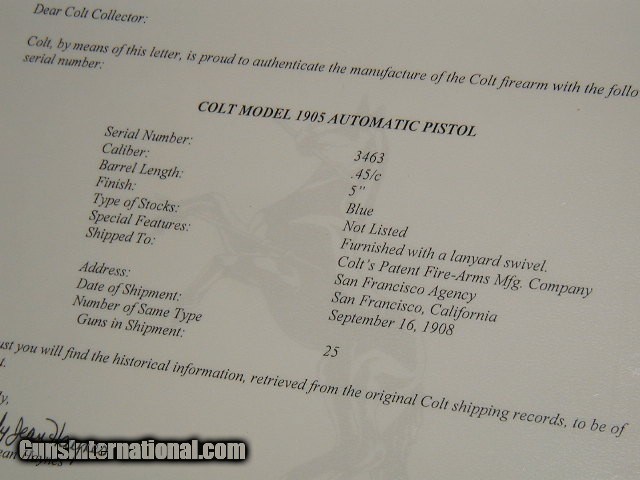 Dear Colt Collector:
Colt, by means of this letter, is proud to authenticate the manufacture of the Colt firearm with the follo
serial number:
COLT MODEL 1905 AUTOMATIC PISTOL
Serial Number: 3463
Caliber: .45/c
Barrel Length: 5"
Finish: Blue
Type of Stocks: Not Listed
Special Features: Furnished with a lanyard swivel.
Shipped To: Colt's Patent Fire-Arms Mfg. Company
San Francisco Agency
Address: San Francisco, California
Date of Shipment: September 16, 1908
Number of Same Type
Guns in Shipment: 25
ust you will find the historical information, retrieved from the original Colt shipping records, to be of
t.
ly,
GunsInternational.com